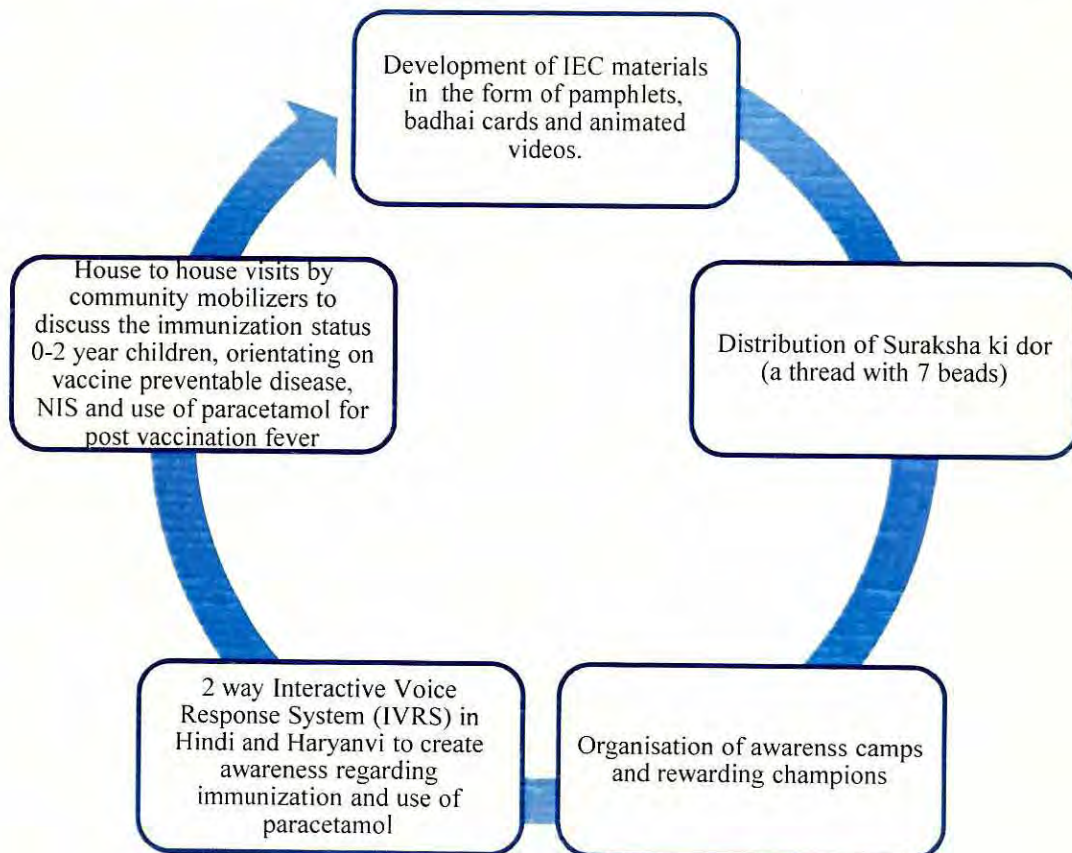 Development of IEC materials
in the form of pamphlets,
badhai cards and animated
videos.
Distribution of Suraksha ki dor
(a thread with 7 beads)
Organisation of awarenss camps
and rewarding champions
2 way Interactive Voice
Response System (IVRS) in
Hindi and Haryanvi to create
awareness regarding
immunization and use of
paracetamol
House to house visits by
community mobilizers to
discuss the immunization status
0-2 year children, orientating on
vaccine preventable disease,
NIS and use of paracetamol for
post vaccination fever